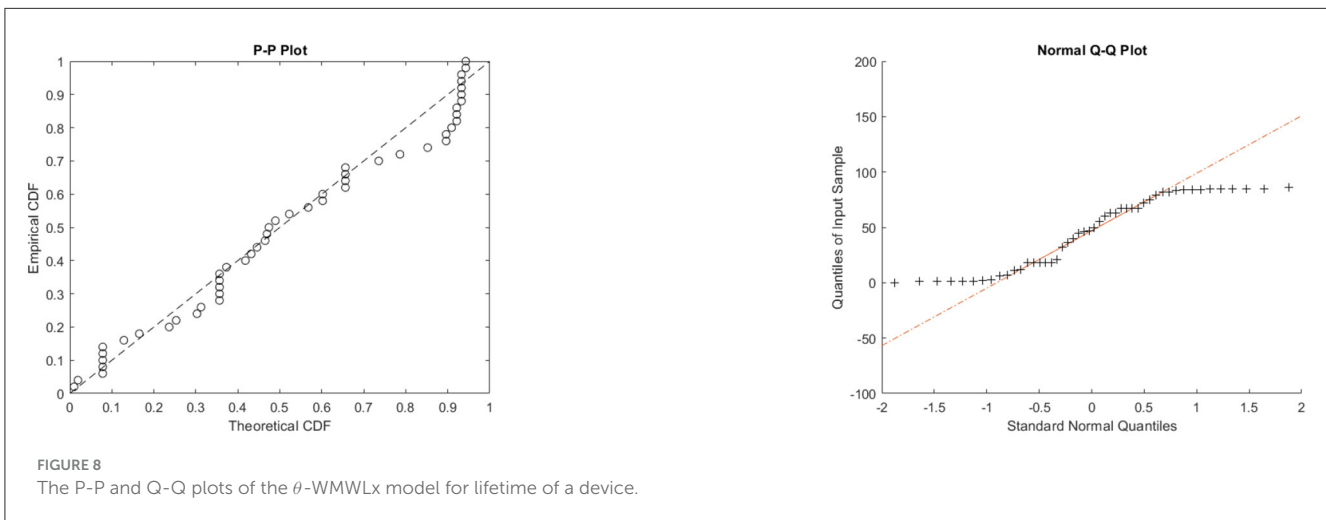 P-P Plot
1
0.9
0.8
0.7
0.6
0.5
0.4
0.3
0.2
0.1
0
Empirical CDF
0 0.1 0.2 0.3 0.4 0.5 0.6 0.7 0.8 0.9 1
Theoretical CDF
Normal Q-Q Plot
200
150
100
50
0
-50
-100
Quantiles of Input Sample
-2 -1.5 -1 -0.5 0 0.5 1 1.5 2
Standard Normal Quantiles
FIGURE 8
The P-P and Q-Q plots of the θ-WMWLx model for lifetime of a device.